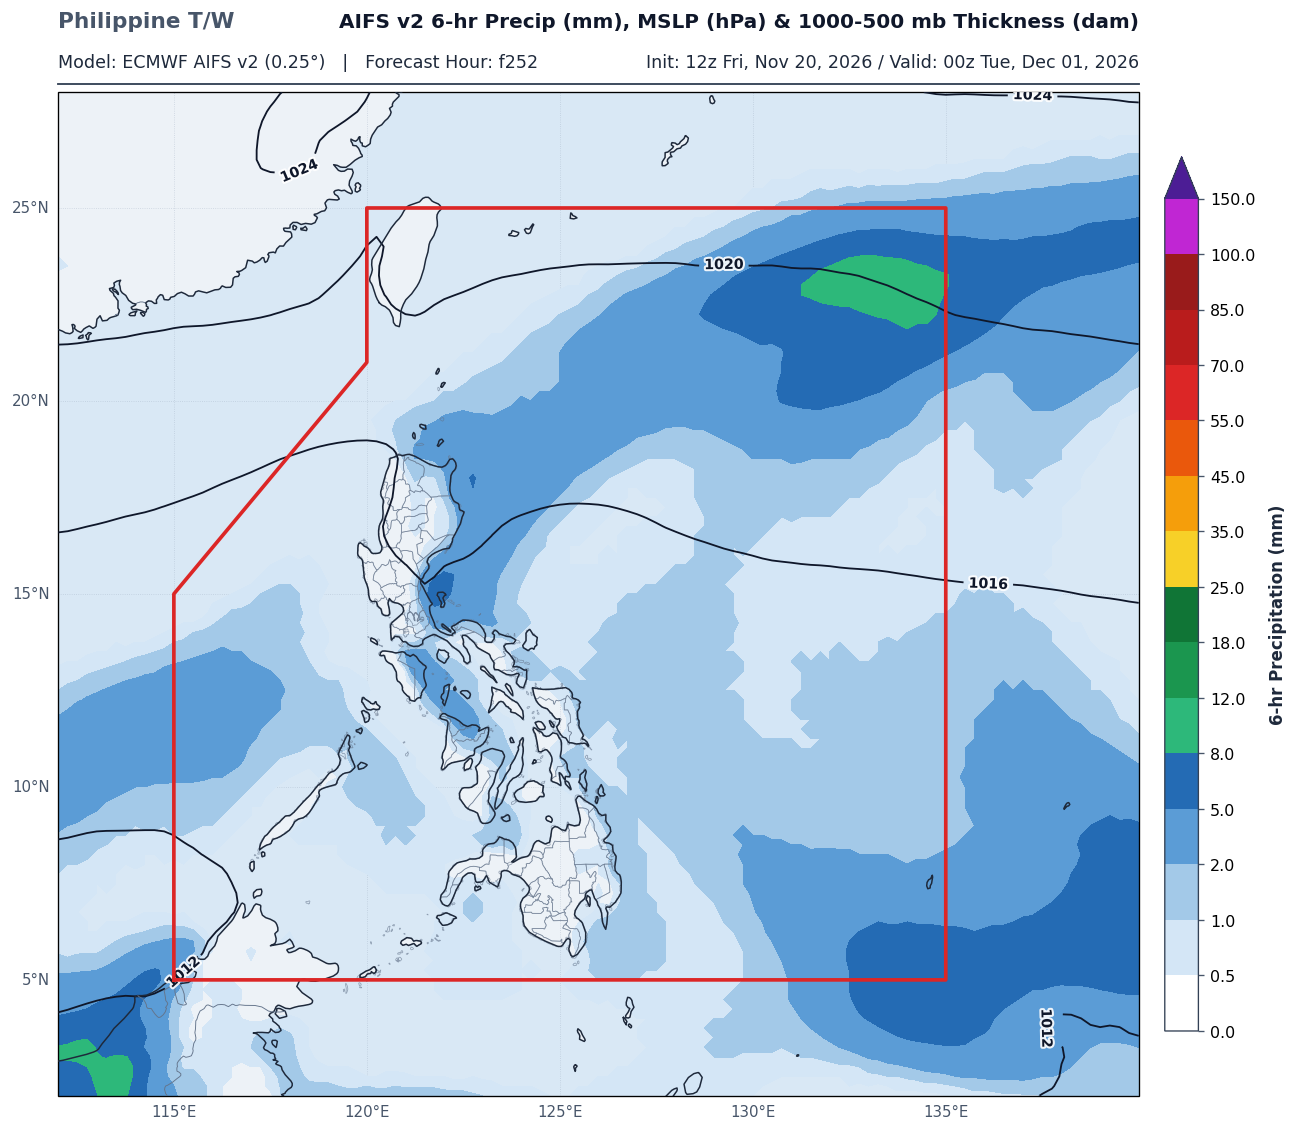 Philippine T/W
AIFS v2 6-hr Precip (mm), MSLP (hPa) & 1000-500 mb Thickness (dam)
Model: ECMWF AIFS v2 (0.25°) | Forecast Hour: f252
Init: 12z Fri, Nov 20, 2026 / Valid: 00z Tue, Dec 01, 2026
1024
1024
1020
1016
1012
1012
25°N
20°N
15°N
10°N
5°N
115°E
120°E
125°E
130°E
135°E
150.0
100.0
85.0
70.0
55.0
45.0
35.0
25.0
18.0
12.0
8.0
5.0
2.0
1.0
0.5
0.0
6-hr Precipitation (mm)